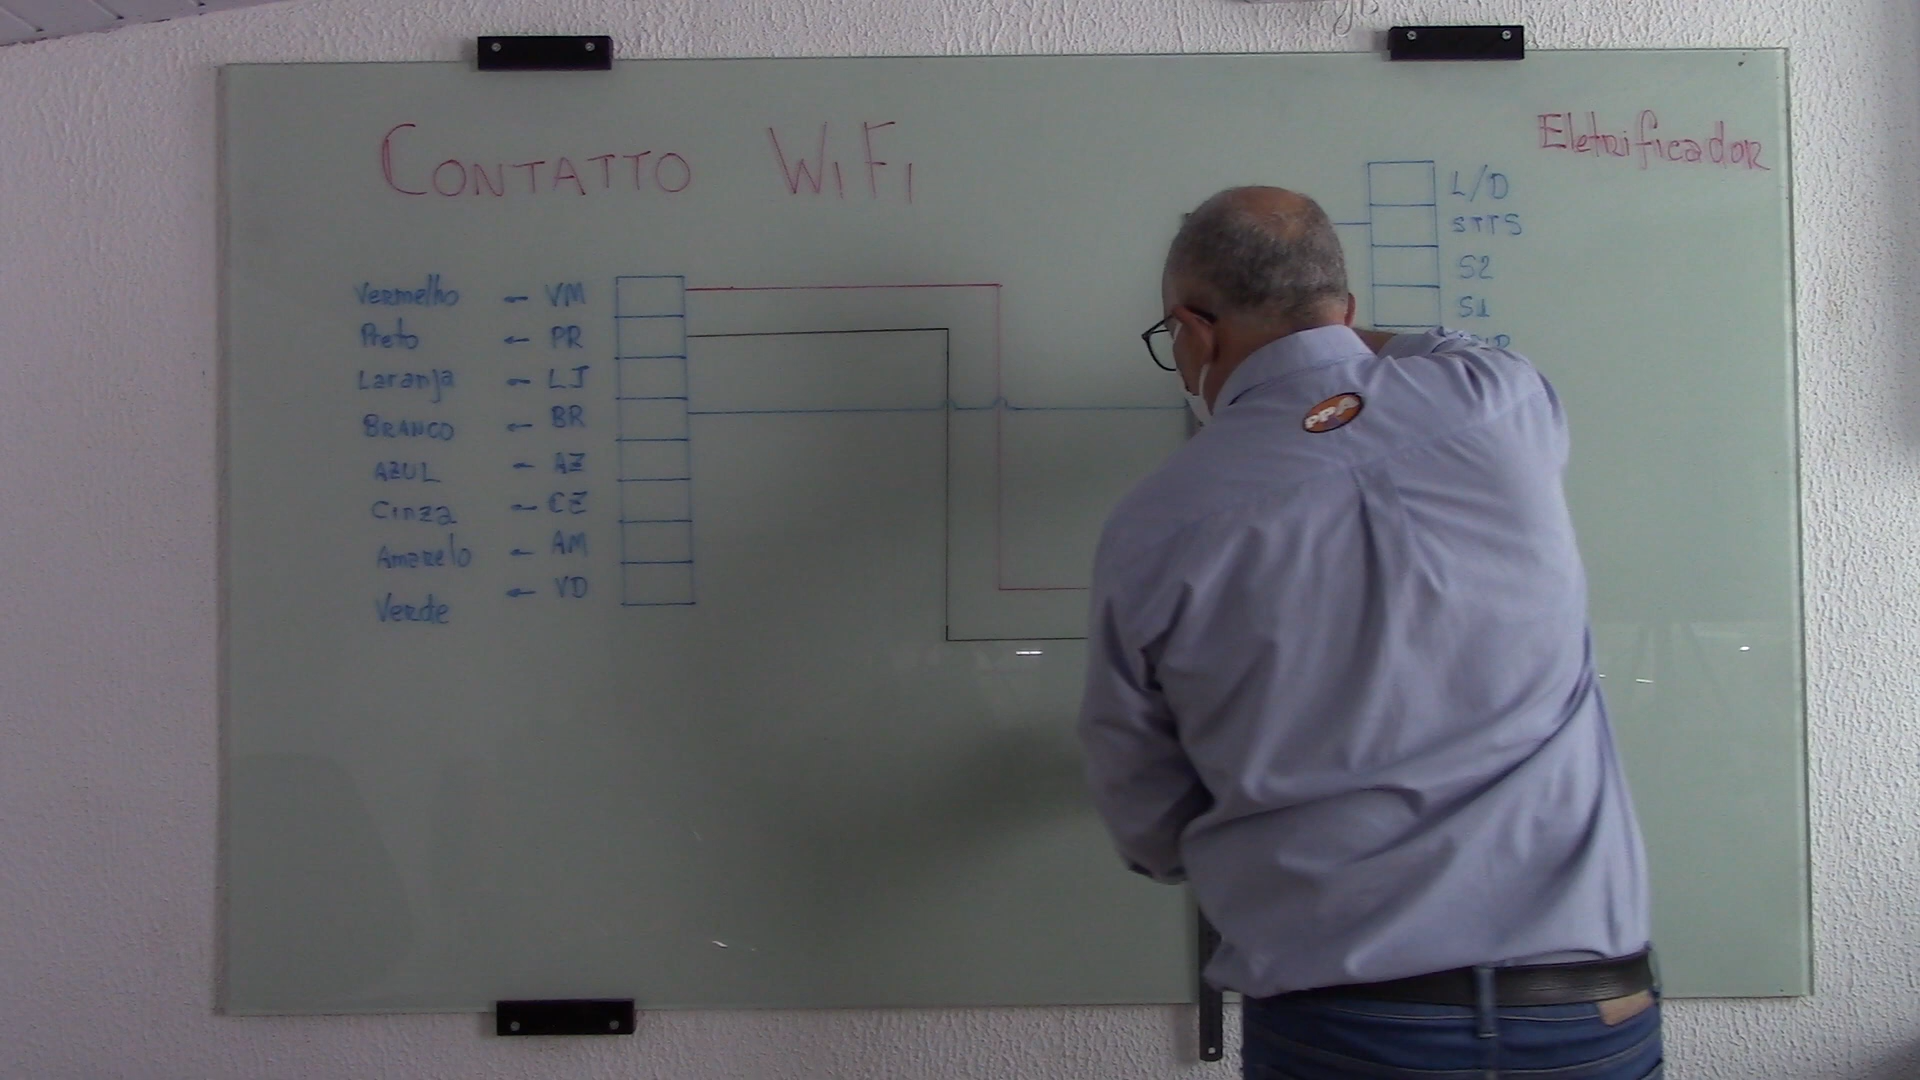 CONTATTO WiFi
Eletrificador
Vermelho ← VM
Preto ← PR
Laranja ← LJ
BRANCO ← BR
AZUL ← AZ
Cinza ← CZ
Amarelo ← AM
Verde ← VD
L/D
STTS
S2
S1
PPA